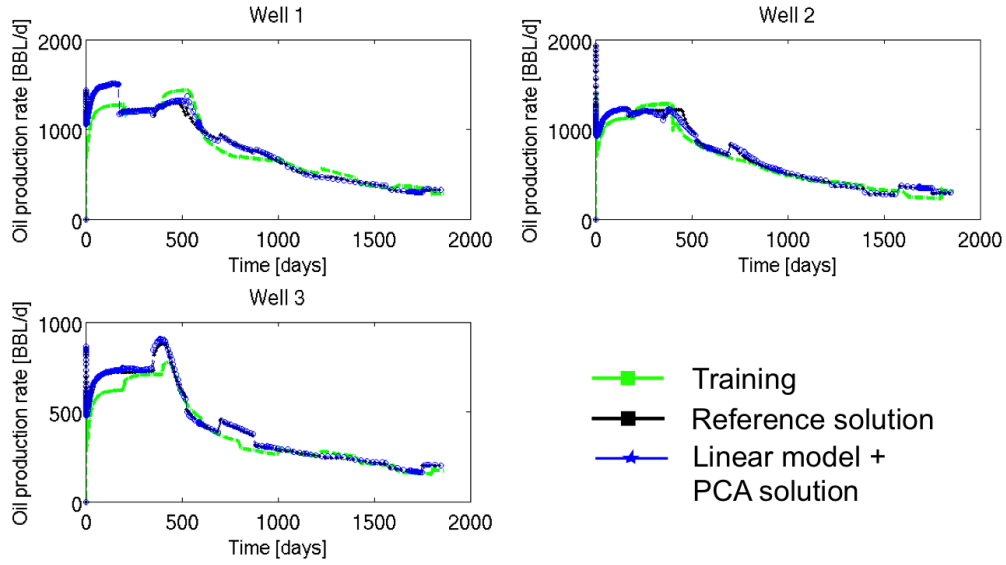 Well 1
Oil production rate [BBL/d]
2000
1000
0
0 500 1000 1500 2000
Time [days]
Well 2
Oil production rate [BBL/d]
2000
1000
0
0 500 1000 1500 2000
Time [days]
Well 3
Oil production rate [BBL/d]
1000
500
0
0 500 1000 1500 2000
Time [days]
Training
Reference solution
Linear model +
PCA solution